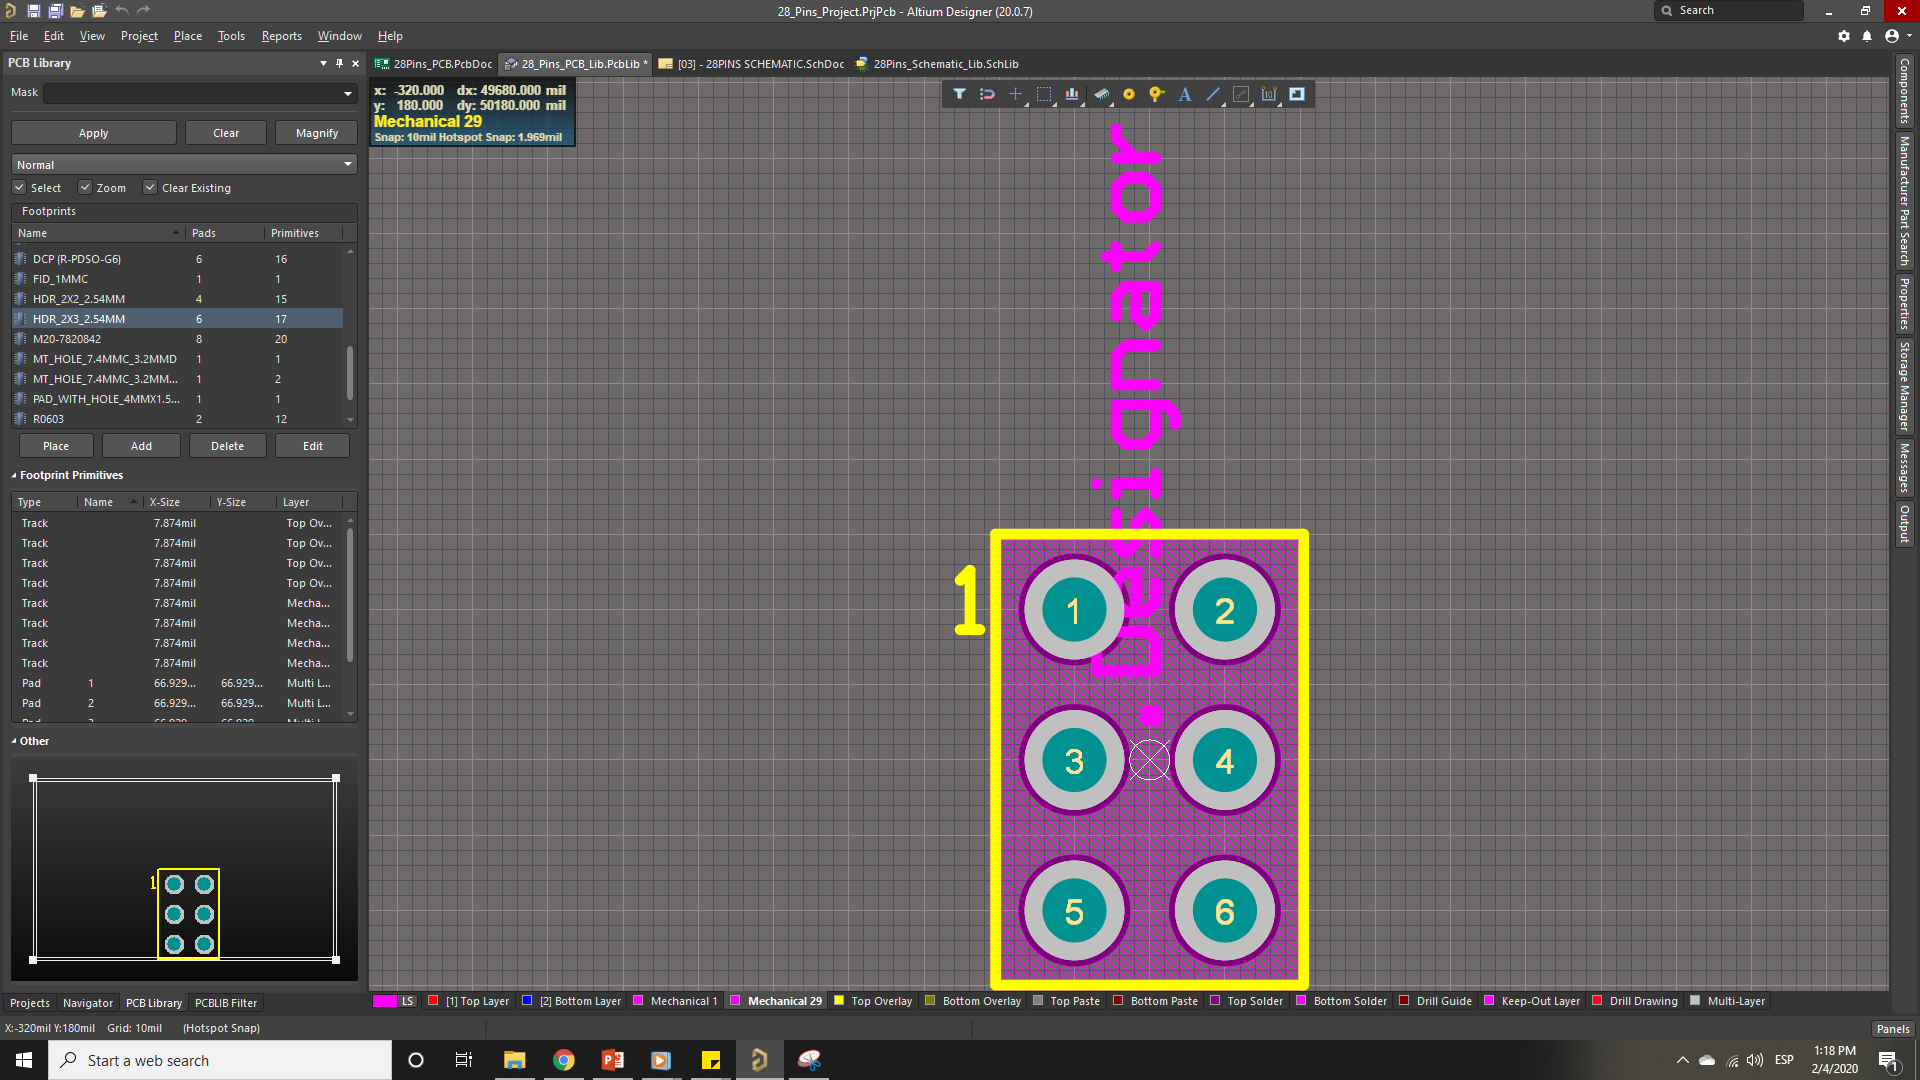 28_Pins_Project.PrjPcb - Altium Designer (20.0.7)
Search
File Edit View Project Place Tools Reports Window Help
PCB Library
28Pins_PCB.PcbDoc
28_Pins_PCB_Lib.PcbLib *
[03] - 28PINS SCHEMATIC.SchDoc
28Pins_Schematic_Lib.SchLib
Mask
Apply Clear Magnify
Normal
Select Zoom Clear Existing
Footprints
Name Pads Primitives
DCP (R-PDSO-G6) 6 16
FID_1MMC 1 1
HDR_2X2_2.54MM 4 15
HDR_2X3_2.54MM 6 17
M20-7820842 8 20
MT_HOLE_7.4MMC_3.2MMD 1 1
MT_HOLE_7.4MMC_3.2MM... 1 2
PAD_WITH_HOLE_4MMX1.5... 1 1
R0603 2 12
Place Add Delete Edit
Footprint Primitives
Type Name X-Size Y-Size Layer
Track 7.874mil Top Ov...
Track 7.874mil Top Ov...
Track 7.874mil Top Ov...
Track 7.874mil Top Ov...
Track 7.874mil Mecha...
Track 7.874mil Mecha...
Track 7.874mil Mecha...
Track 7.874mil Mecha...
Pad 1 66.929... 66.929... Multi L...
Pad 2 66.929... 66.929... Multi L...
Other
1
x: -320.000 dx: 49680.000 mil
y: 180.000 dy: 50180.000 mil
Mechanical 29
Snap: 10mil Hotspot Snap: 1.969mil
.Designator
1
1 2
3 4
5 6
Components
Manufacturer Part Search
Properties
Storage Manager
Messages
Output
Projects Navigator PCB Library PCBLIB Filter
LS [1] Top Layer [2] Bottom Layer Mechanical 1 Mechanical 29 Top Overlay Bottom Overlay Top Paste Bottom Paste Top Solder Bottom Solder Drill Guide Keep-Out Layer Drill Drawing Multi-Layer
X:-320mil Y:180mil Grid: 10mil (Hotspot Snap)
Panels
Start a web search
ESP
1:18 PM
2/4/2020
1